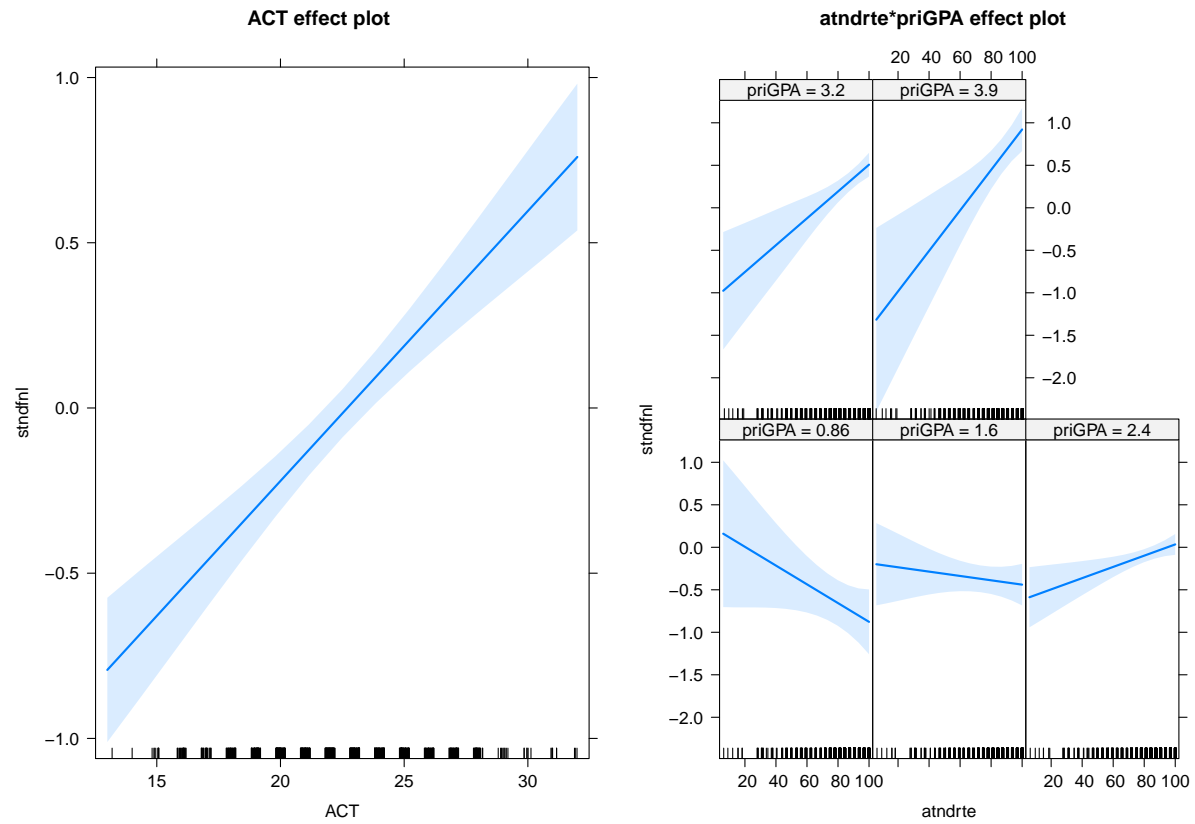 ACT effect plot
1.0
0.5
0.0
−0.5
−1.0
stndfnl
15 20 25 30
ACT
atndrte*priGPA effect plot
20 40 60 80 100
priGPA = 3.2 priGPA = 3.9
1.0
0.5
0.0
−0.5
−1.0
−1.5
−2.0
stndfnl
priGPA = 0.86 priGPA = 1.6 priGPA = 2.4
1.0
0.5
0.0
−0.5
−1.0
−1.5
−2.0
20 40 60 80 100 20 40 60 80 100
atndrte